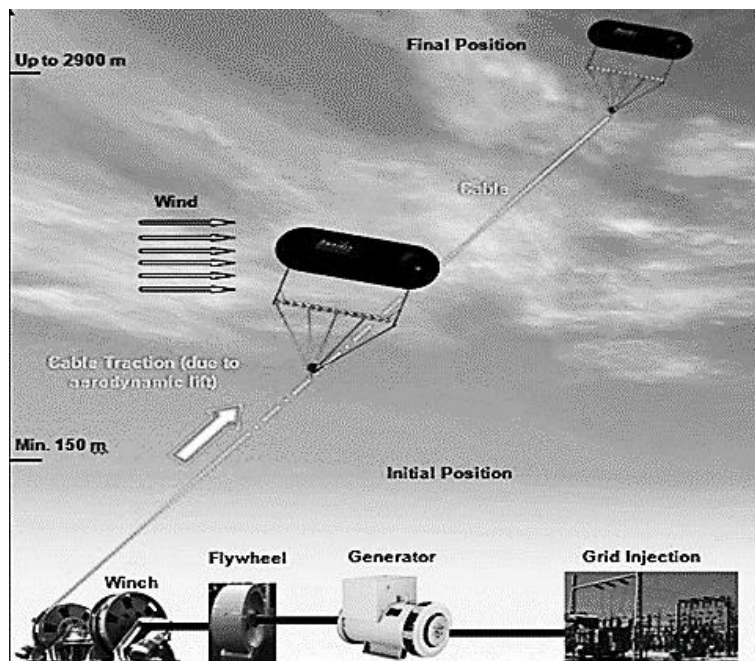 Final Position
Up to 2900 m
Cable
Wind
Cable Traction (due to
aerodynamic lift)
Min. 150 m
Initial Position
Winch
Flywheel
Generator
Grid Injection